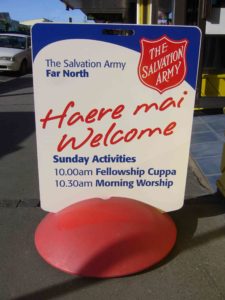 THE
SALVATION
ARMY
The Salvation Army
Far North
Haere mai
Welcome
Sunday Activities
10.00am Fellowship Cuppa
10.30am Morning Worship